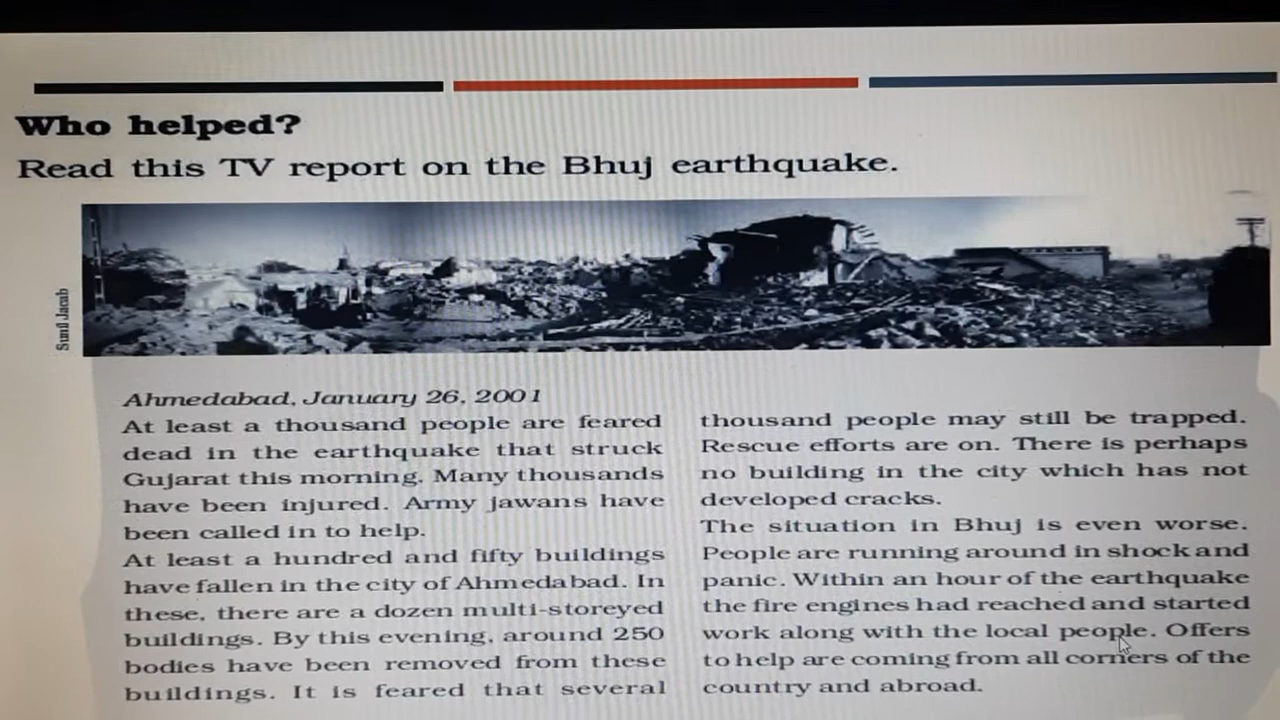 Who helped?
Read this TV report on the Bhuj earthquake.
Sunil Jacob
Ahmedabad, January 26, 2001
At least a thousand people are feared
dead in the earthquake that struck
Gujarat this morning. Many thousands
have been injured. Army jawans have
been called in to help.
At least a hundred and fifty buildings
have fallen in the city of Ahmedabad. In
these, there are a dozen multi-storeyed
buildings. By this evening, around 250
bodies have been removed from these
buildings. It is feared that several
thousand people may still be trapped.
Rescue efforts are on. There is perhaps
no building in the city which has not
developed cracks.
The situation in Bhuj is even worse.
People are running around in shock and
panic. Within an hour of the earthquake
the fire engines had reached and started
work along with the local people. Offers
to help are coming from all corners of the
country and abroad.